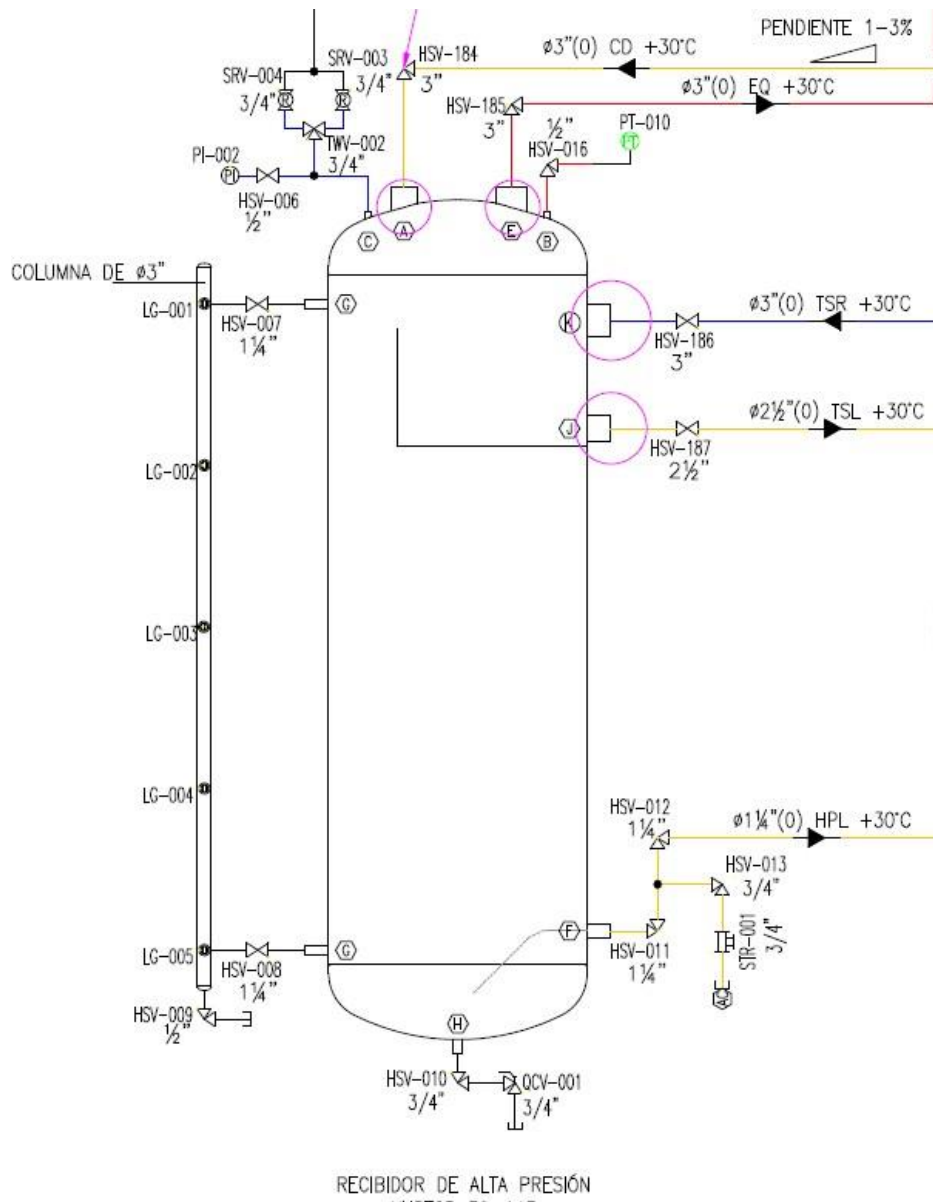 PENDIENTE 1-3%
SRV-003
3/4"
HSV-184
3"
ø3"(0) CD +30°C
SRV-004
3/4"
HSV-185
3"
ø3"(0) EQ +30°C
TWV-002
3/4"
½"
HSV-016
PT-010
PT
PI-002
PI
HSV-006
½"
C
A
E
B
COLUMNA DE ø3"
LG-001
HSV-007
1¼"
G
K
HSV-186
3"
ø3"(0) TSR +30°C
J
HSV-187
2½"
ø2½"(0) TSL +30°C
LG-002
LG-003
LG-004
HSV-012
1¼"
ø1¼"(0) HPL +30°C
HSV-013
3/4"
F
HSV-011
1¼"
STR-001
3/4"
AC
LG-005
HSV-008
1¼"
G
HSV-009
½"
H
HSV-010
3/4"
QCV-001
3/4"
RECIBIDOR DE ALTA PRESIÓN